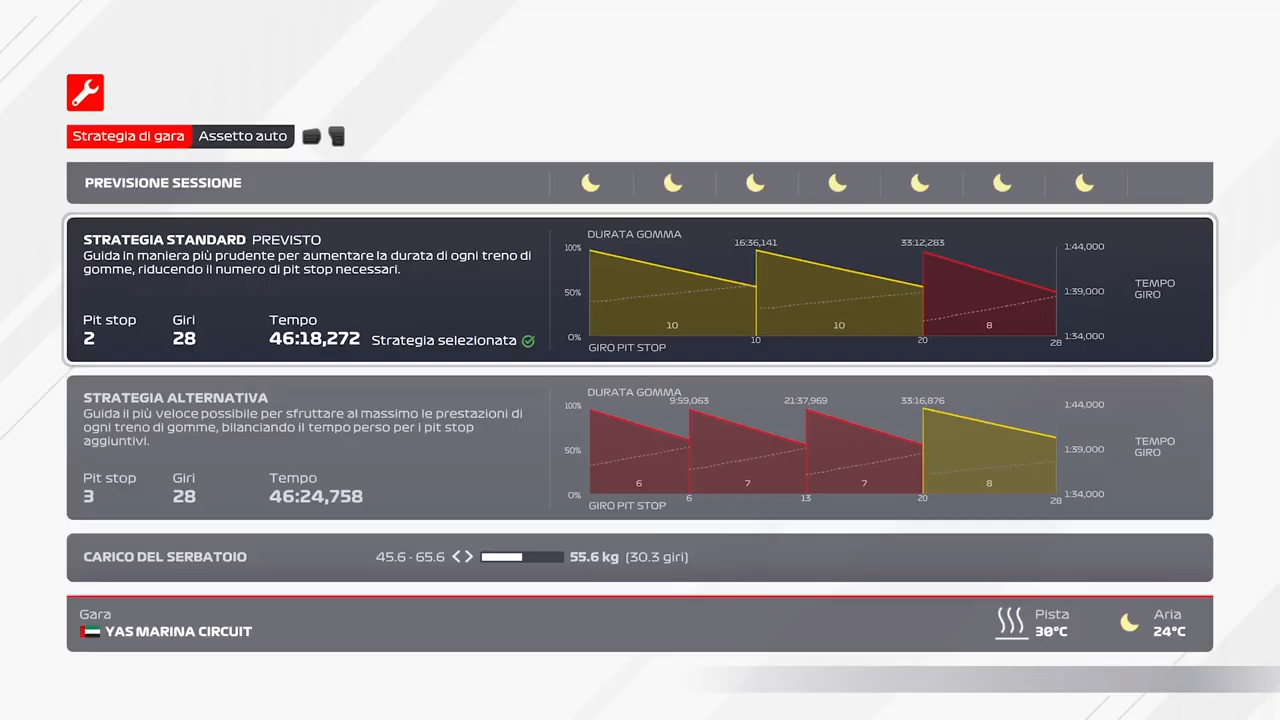 Strategia di gara Assetto auto
PREVISIONE SESSIONE
STRATEGIA STANDARD PREVISTO
Guida in maniera più prudente per aumentare la durata di ogni treno di
gomme, riducendo il numero di pit stop necessari.
Pit stop Giri Tempo
2 28 46:18,272 Strategia selezionata
DURATA GOMMA
16:36,141 33:12,283
100% 1:44,000
50% 1:39,000
0% 1:34,000
TEMPO
GIRO
10 10 8
10 20 28
GIRO PIT STOP
STRATEGIA ALTERNATIVA
Guida il più veloce possibile per sfruttare al massimo le prestazioni di
ogni treno di gomme, bilanciando il tempo perso per i pit stop
aggiuntivi.
Pit stop Giri Tempo
3 28 46:24,758
DURATA GOMMA
9:59,063 21:37,969 33:16,876
100% 1:44,000
50% 1:39,000
0% 1:34,000
TEMPO
GIRO
6 7 7 8
6 13 20 28
GIRO PIT STOP
CARICO DEL SERBATOIO 45.6 - 65.6 55.6 kg (30.3 giri)
Gara
YAS MARINA CIRCUIT
Pista
30°C
Aria
24°C